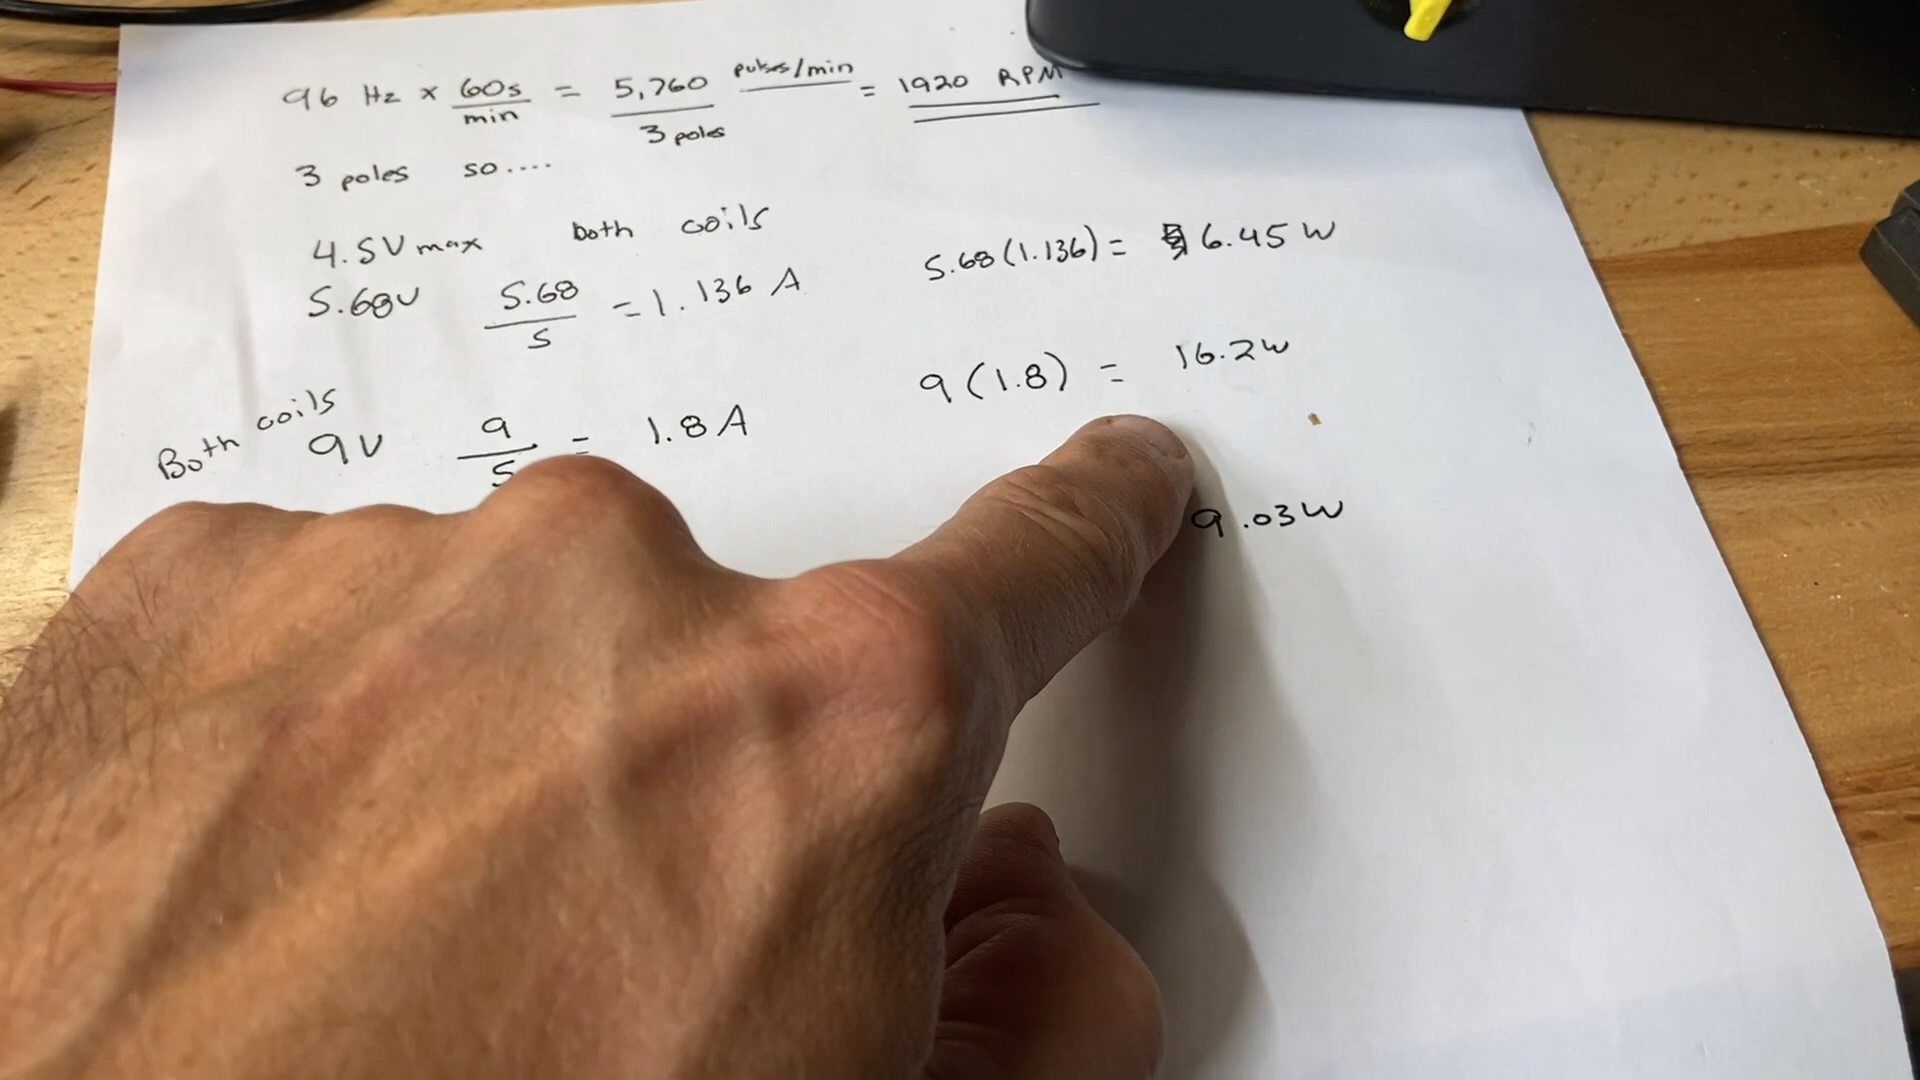 96 Hz x 60s/min = 5,760/3 poles pulses/min = 1920 RPM
3 poles so....
4.5V max both coils
5.68V 5.68/5 = 1.136 A 5.68(1.136) = 6.45 W
Both coils 9V 9/5 = 1.8 A 9(1.8) = 16.2W
9.03W